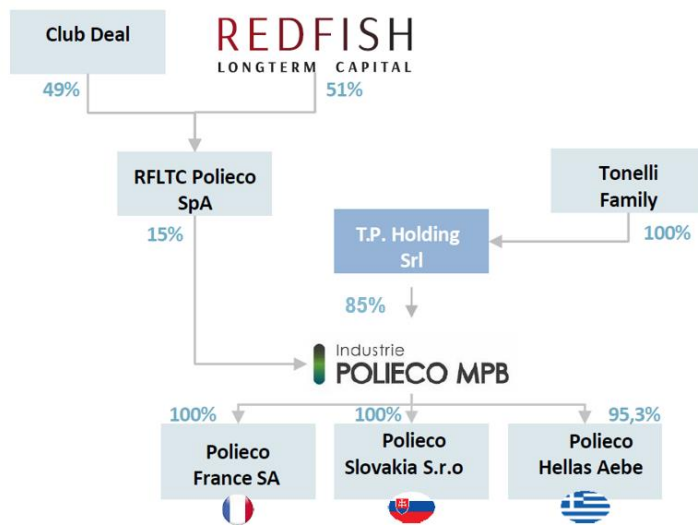 Club Deal
REDFISH
LONGTERM CAPITAL
49%
51%
RFLTC Polieco
SpA
Tonelli
Family
15%
T.P. Holding
Srl
100%
85%
Industrie
POLIECO MPB
100%
100%
95,3%
Polieco
France SA
Polieco
Slovakia S.r.o
Polieco
Hellas Aebe